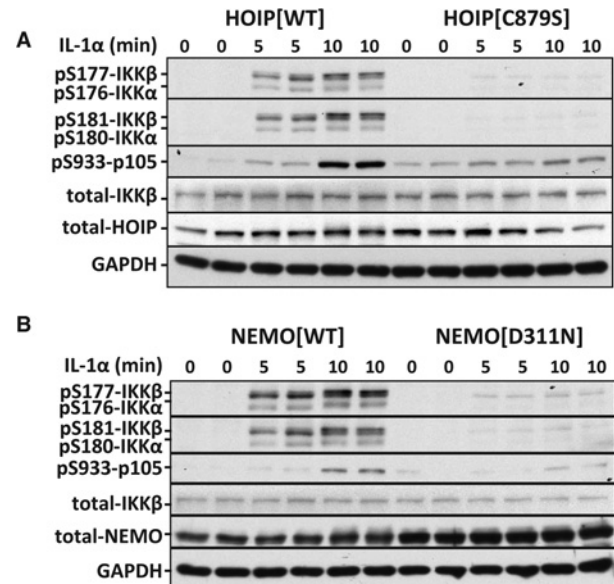 A
HOIP[WT] HOIP[C879S]
IL-1α (min) 0 0 5 5 10 10 0 0 5 5 10 10
pS177-IKKβ
pS176-IKKα
pS181-IKKβ
pS180-IKKα
pS933-p105
total-IKKβ
total-HOIP
GAPDH
B
NEMO[WT] NEMO[D311N]
IL-1α (min) 0 0 5 5 10 10 0 0 5 5 10 10
pS177-IKKβ
pS176-IKKα
pS181-IKKβ
pS180-IKKα
pS933-p105
total-IKKβ
total-NEMO
GAPDH